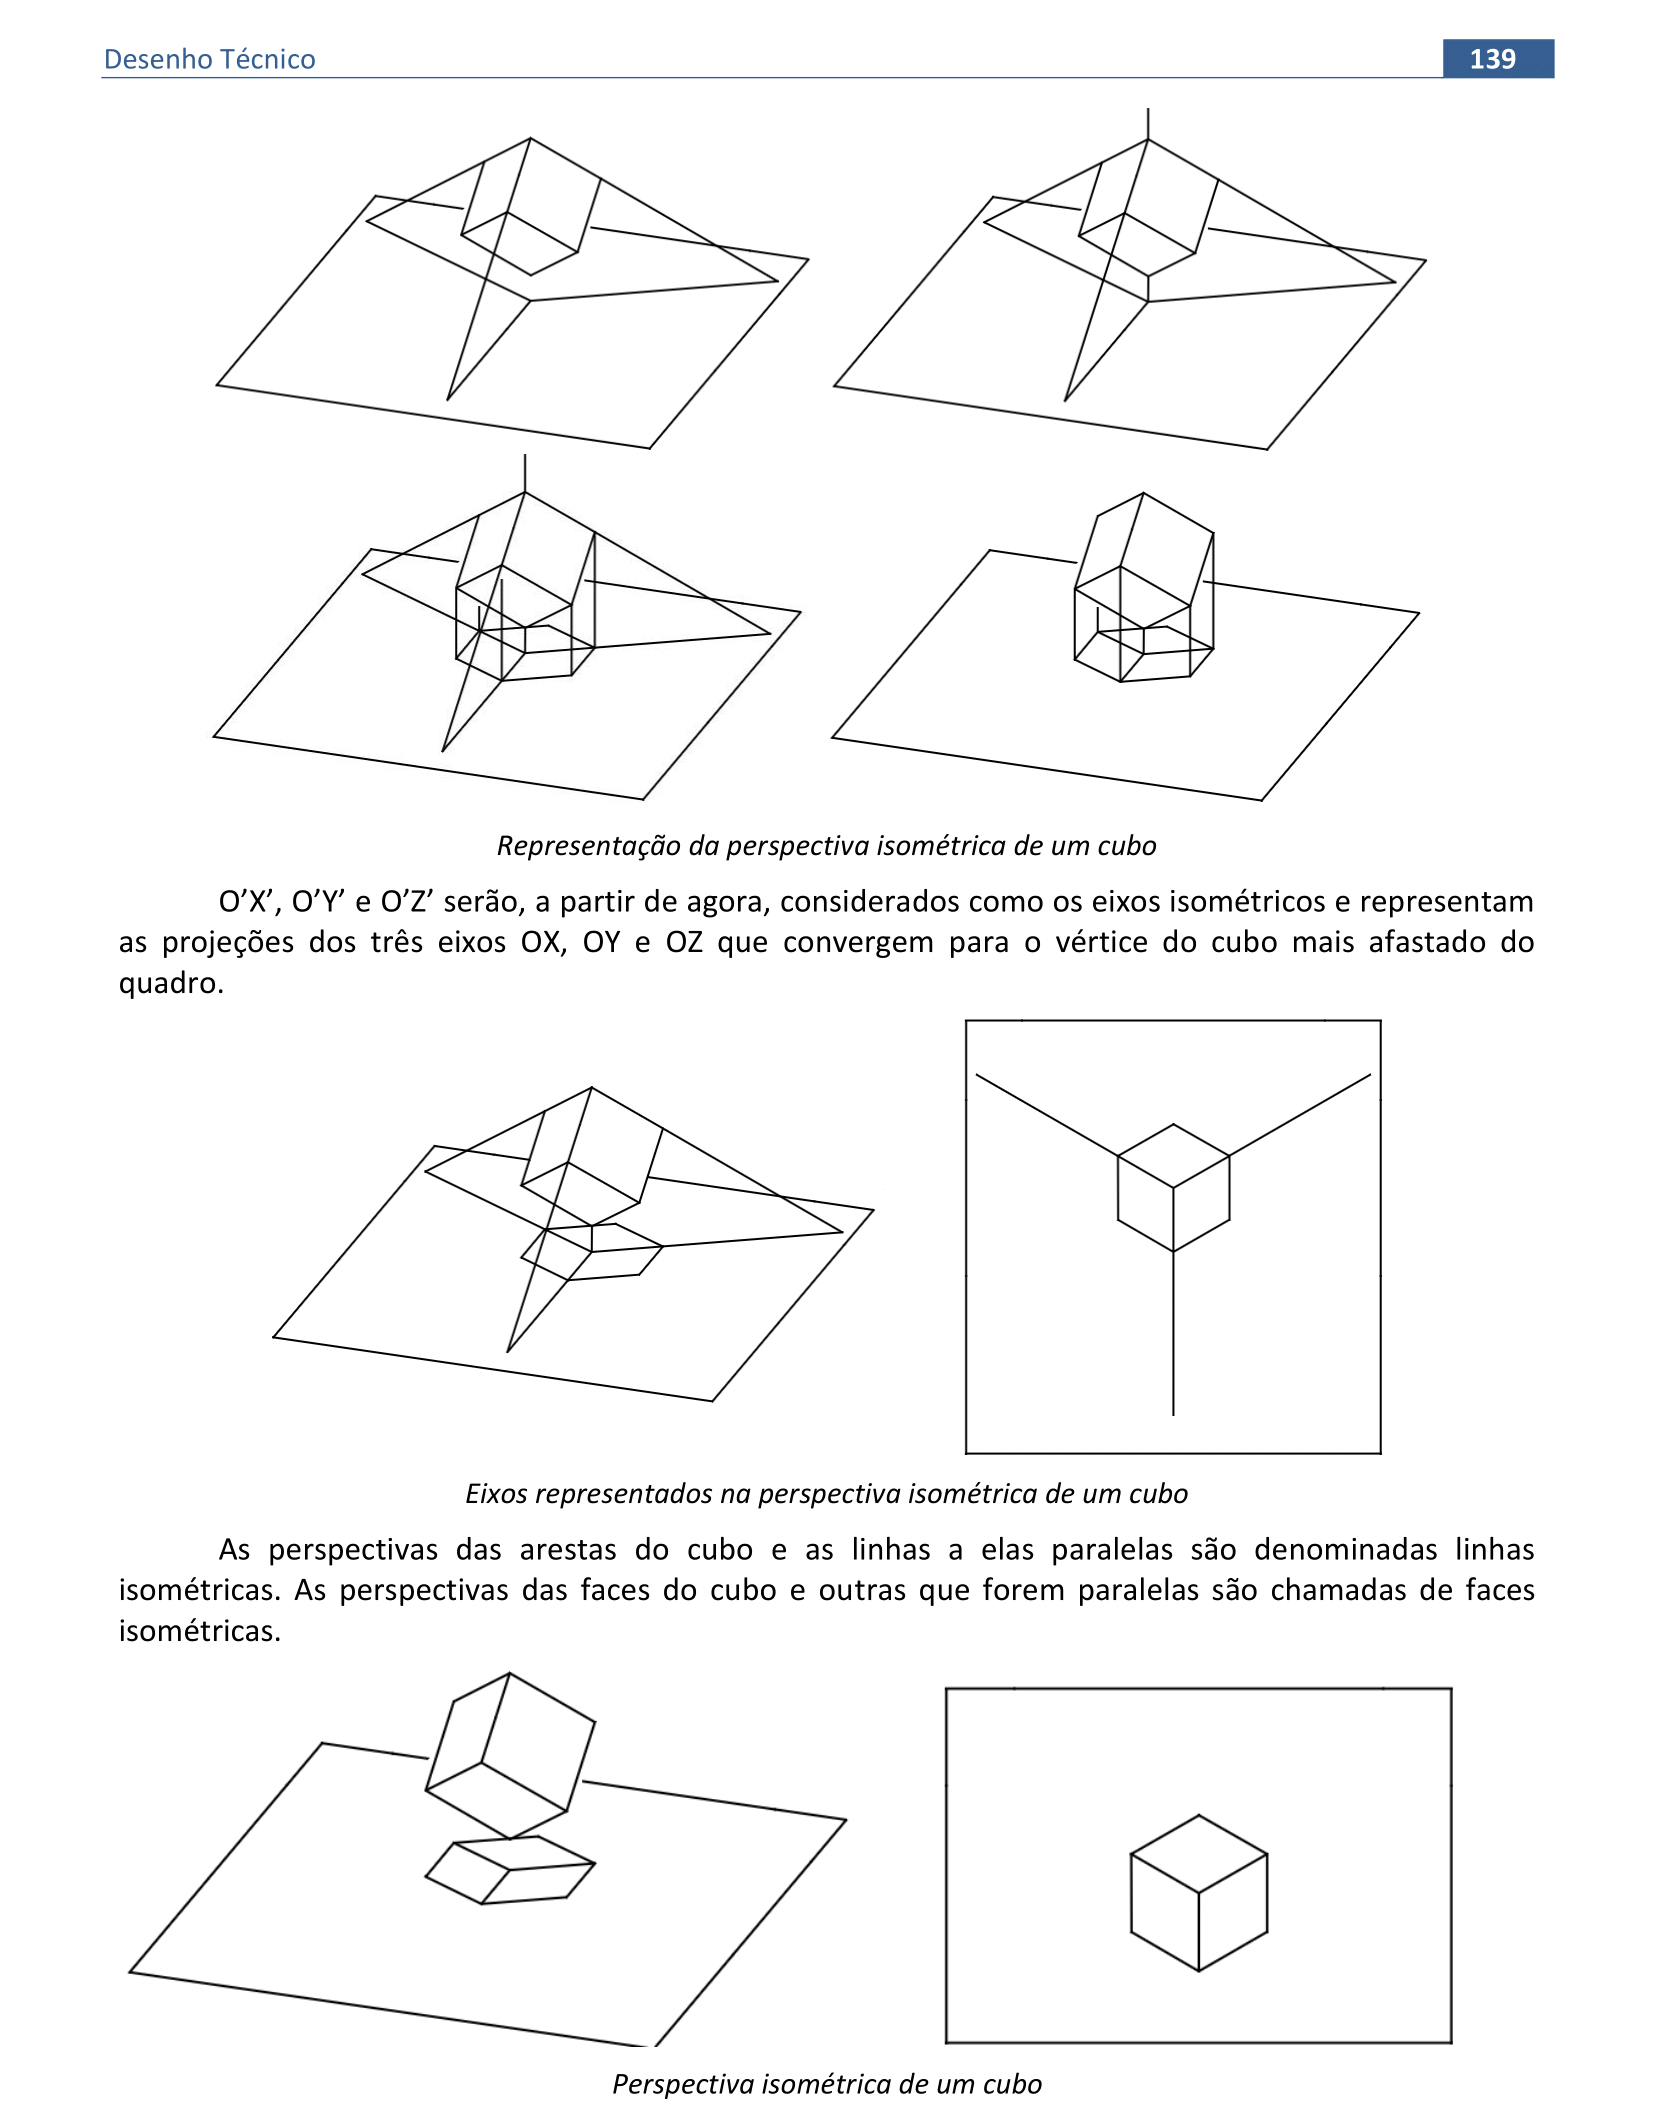 Desenho Técnico
139
Representação da perspectiva isométrica de um cubo
O’X’, O’Y’ e O’Z’ serão, a partir de agora, considerados como os eixos isométricos e representam
as projeções dos três eixos OX, OY e OZ que convergem para o vértice do cubo mais afastado do
quadro.
Eixos representados na perspectiva isométrica de um cubo
As perspectivas das arestas do cubo e as linhas a elas paralelas são denominadas linhas
isométricas. As perspectivas das faces do cubo e outras que forem paralelas são chamadas de faces
isométricas.
Perspectiva isométrica de um cubo